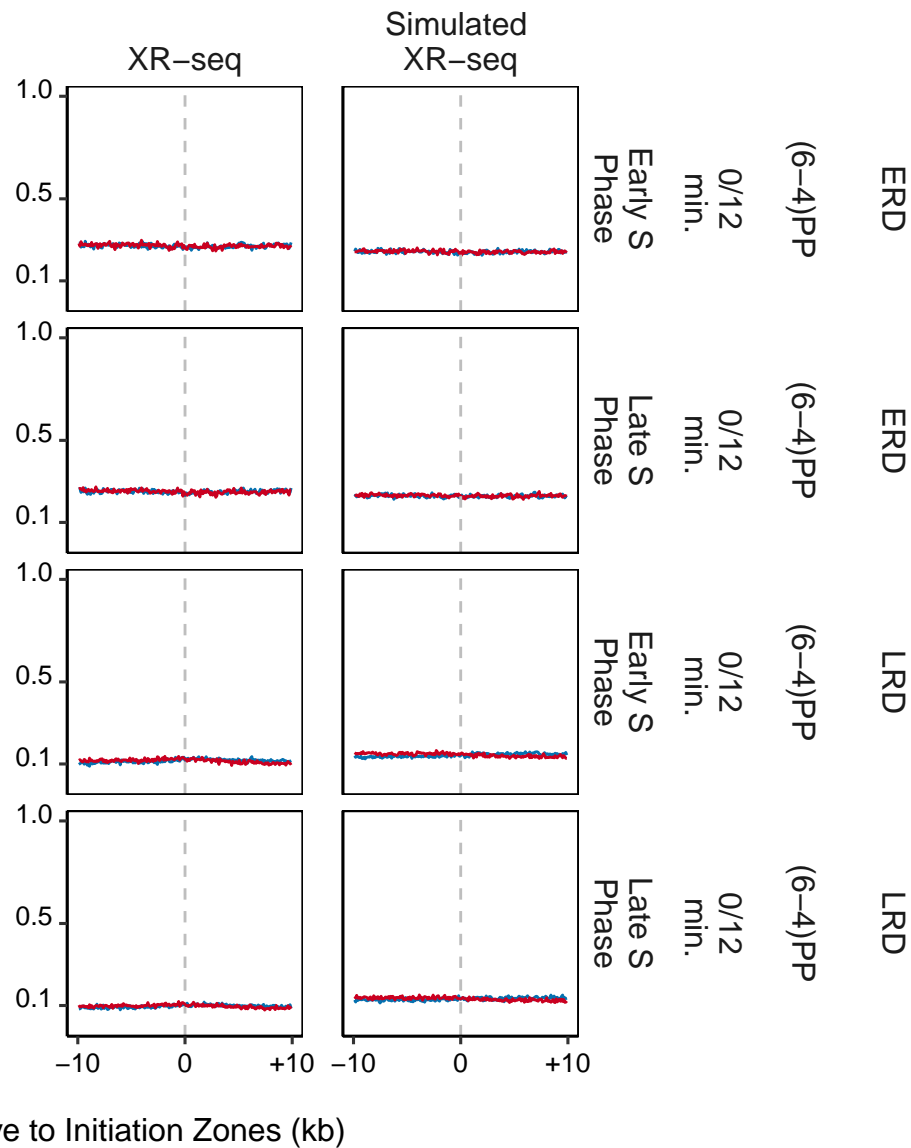 Simulated
XR−seq XR−seq
1.0
0.5
0.1
Early S
Phase
0/12
min.
(6−4)PP
ERD
1.0
0.5
0.1
Late S
Phase
0/12
min.
(6−4)PP
ERD
1.0
0.5
0.1
Early S
Phase
0/12
min.
(6−4)PP
LRD
1.0
0.5
0.1
Late S
Phase
0/12
min.
(6−4)PP
LRD
−10 0 +10 −10 0 +10
ve to Initiation Zones (kb)